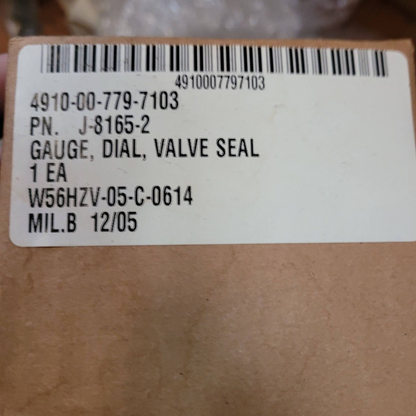 4910007797103
4910-00-779-7103
PN. J-8165-2
GAUGE, DIAL, VALVE SEAL
1 EA
W56HZV-05-C-0614
MIL.B 12/05